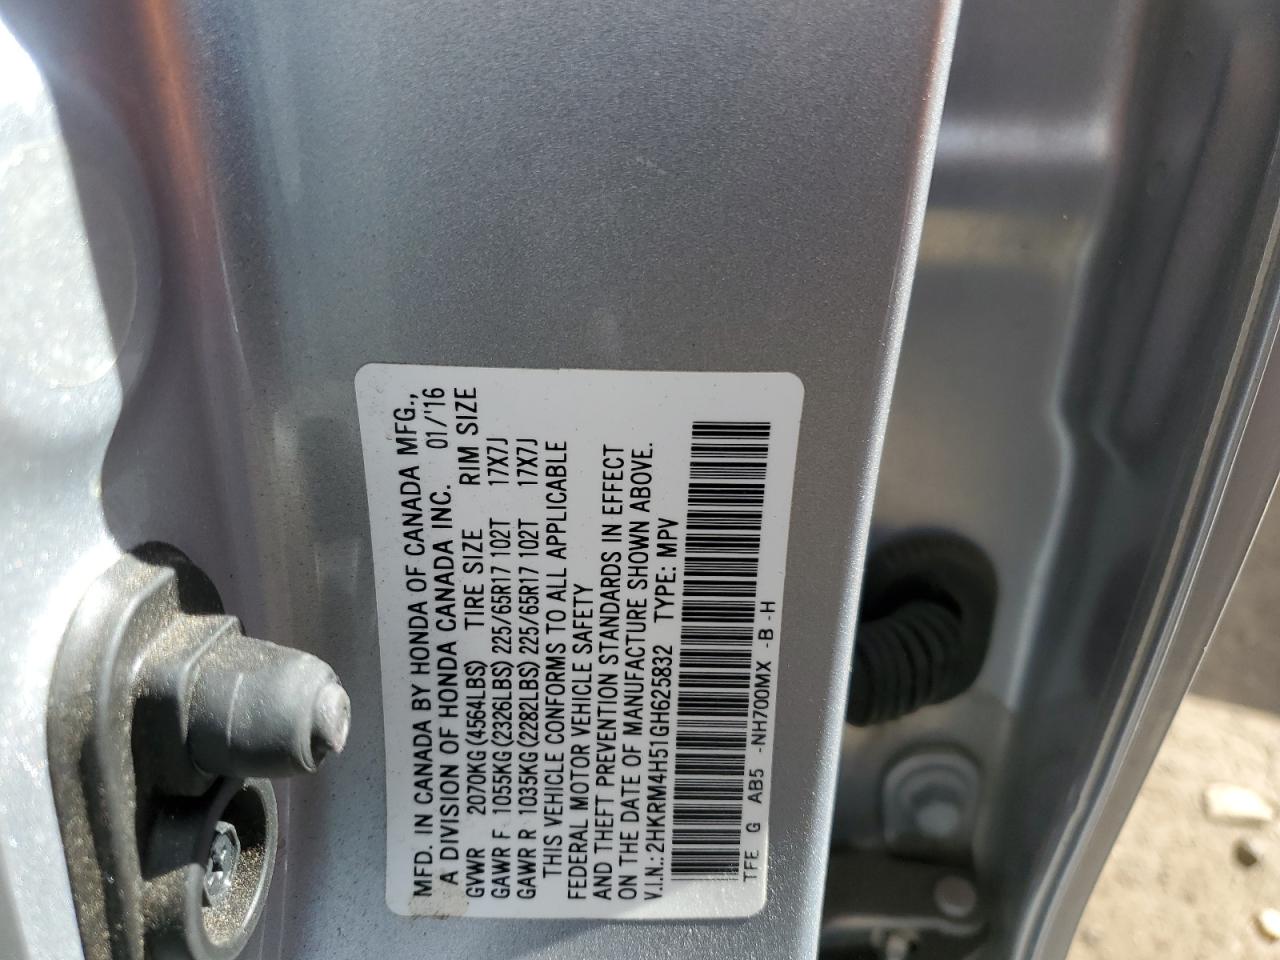 MFD. IN CANADA BY HONDA OF CANADA MFG.,
A DIVISION OF HONDA CANADA INC. 01/'16
GVWR 2070KG(4564LBS) TIRE SIZE RIM SIZE
GAWR F 1055KG(2326LBS) 225/65R17 102T 17X7J
GAWR R 1035KG(2282LBS) 225/65R17 102T 17X7J
THIS VEHICLE CONFORMS TO ALL APPLICABLE
FEDERAL MOTOR VEHICLE SAFETY
AND THEFT PREVENTION STANDARDS IN EFFECT
ON THE DATE OF MANUFACTURE SHOWN ABOVE.
V.I.N.:2HKRM4H51GH625832 TYPE: MPV
TFE G AB5 -NH700MX -B -H